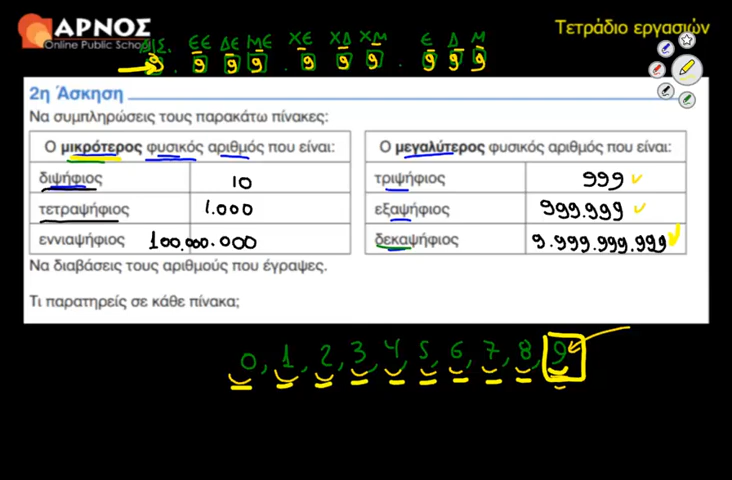 ΑΡΝΟΣ
Online Public School
Τετράδιο εργασιών
ΔΙΣ. ΕΕ ΔΕ ΜΕ ΧΕ ΧΔ ΧΜ Ε Δ Μ
9 . 9 9 9 . 9 9 9 . 9 9 9
2η Άσκηση
Να συμπληρώσεις τους παρακάτω πίνακες:
Ο μικρότερος φυσικός αριθμός που είναι:
διψήφιος 10
τετραψήφιος 1.000
εννιαψήφιος 100.000.000
Ο μεγαλύτερος φυσικός αριθμός που είναι:
τριψήφιος 999
εξαψήφιος 999.999
δεκαψήφιος 9.999.999.999
Να διαβάσεις τους αριθμούς που έγραψες.
Τι παρατηρείς σε κάθε πίνακα;
0, 1, 2, 3, 4, 5, 6, 7, 8, 9